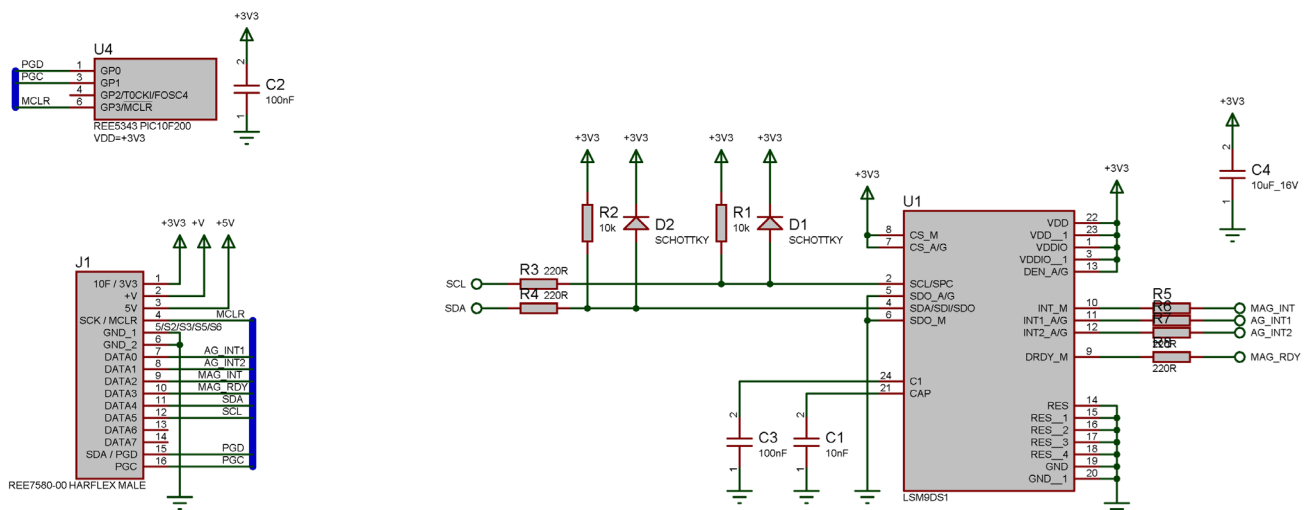 +3V3
U4
PGD 1 GP0
PGC 3 GP1
4 GP2/T0CKI/FOSC4
MCLR 6 GP3/MCLR
REE5343 PIC10F200
VDD=+3V3
2
C2
100nF
1
+3V3 +V +5V
J1
10F / 3V3 1
+V 2
5V 3
SCK / MCLR 4 MCLR
GND_1 5/S2/S3/S5/S6
GND_2 6
DATA0 7 AG_INT1
DATA1 8 AG_INT2
DATA2 9 MAG_INT
DATA3 10 MAG_RDY
DATA4 11 SDA
DATA5 12 SCL
DATA6 13
DATA7 14
SDA / PGD 15 PGD
PGC 16 PGC
REE7580-00 HARFLEX MALE
+3V3 +3V3 +3V3 +3V3
R2
10k
D2
SCHOTTKY
R1
10k
D1
SCHOTTKY
SCL R3 220R
SDA R4 220R
+3V3
+3V3
U1
8 CS_M
7 CS_A/G
2 SCL/SPC
5 SDO_A/G
4 SDA/SDI/SDO
6 SDO_M
24 C1
21 CAP
VDD 22
VDD__1 23
VDDIO 1
VDDIO__1 3
DEN_A/G 13
INT_M 10
INT1_A/G 11
INT2_A/G 12
DRDY_M 9
RES 14
RES__1 15
RES__2 16
RES__3 17
RES__4 18
GND 19
GND__1 20
LSM9DS1
R5
R6
R7
R8
220R
MAG_INT
AG_INT1
AG_INT2
MAG_RDY
2
C3
100nF
1
2
C1
10nF
1
+3V3
2
C4
10uF_16V
1